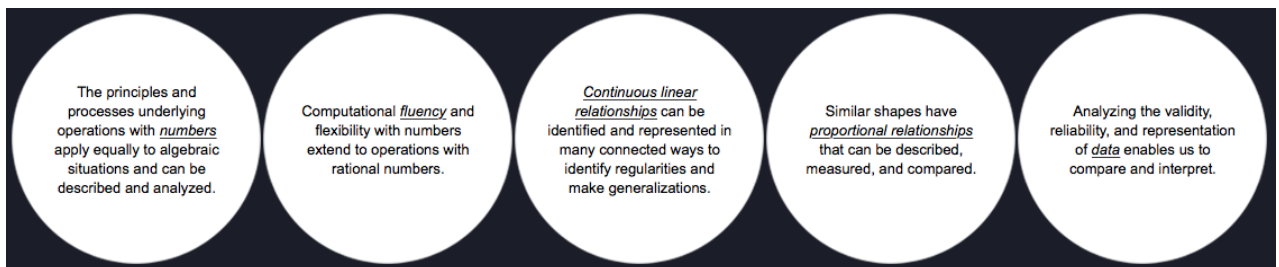 The principles and
processes underlying
operations with numbers
apply equally to algebraic
situations and can be
described and analyzed.
Computational fluency and
flexibility with numbers
extend to operations with
rational numbers.
Continuous linear
relationships can be
identified and represented in
many connected ways to
identify regularities and
make generalizations.
Similar shapes have
proportional relationships
that can be described,
measured, and compared.
Analyzing the validity,
reliability, and representation
of data enables us to
compare and interpret.